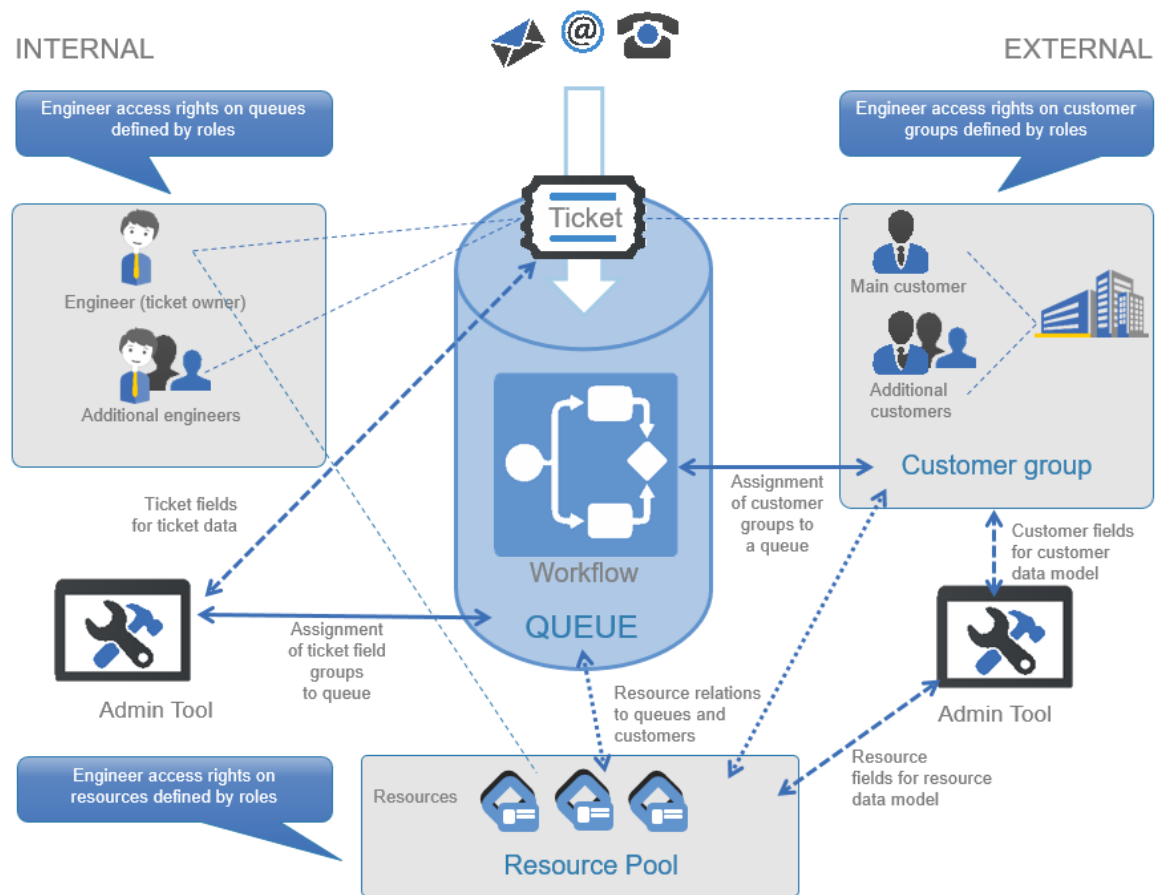 INTERNAL
EXTERNAL
@
Engineer access rights on queues
defined by roles
Engineer access rights on customer
groups defined by roles
Ticket
Engineer (ticket owner)
Additional engineers
Main customer
Additional
customers
Customer group
Ticket fields
for ticket data
Assignment
of customer
groups to
a queue
Customer fields
for customer
data model
Workflow
QUEUE
Assignment
of ticket field
groups
to queue
Admin Tool
Admin Tool
Resource relations
to queues and
customers
Resource
fields for resource
data model
Engineer access rights on
resources defined by roles
Resources
Resource Pool